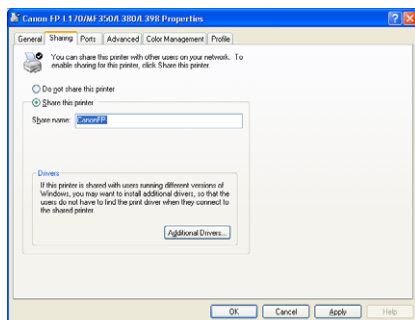 Canon FP-L170/MF350/L380/L398 Properties
General Sharing Ports Advanced Color Management Profile
You can share this printer with other users on your network. To
enable sharing for this printer, click Share this printer.
Do not share this printer
Share this printer
Share name: CanonFP
Drivers
If this printer is shared with users running different versions of
Windows, you may want to install additional drivers, so that the
users do not have to find the print driver when they connect to
the shared printer.
Additional Drivers...
OK Cancel Apply Help